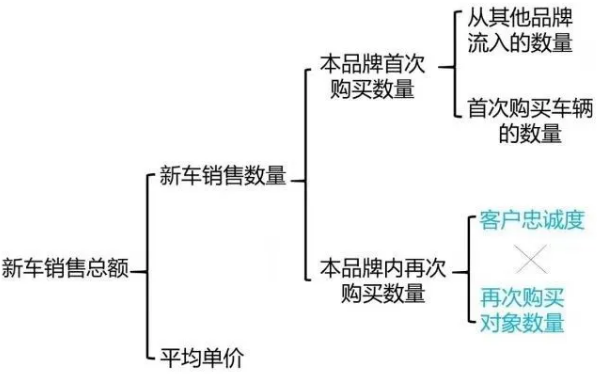 从其他品牌
流入的数量
本品牌首次
购买数量
首次购买车辆
的数量
新车销售数量
客户忠诚度
新车销售总额
本品牌内再次
购买数量
再次购买
对象数量
平均单价